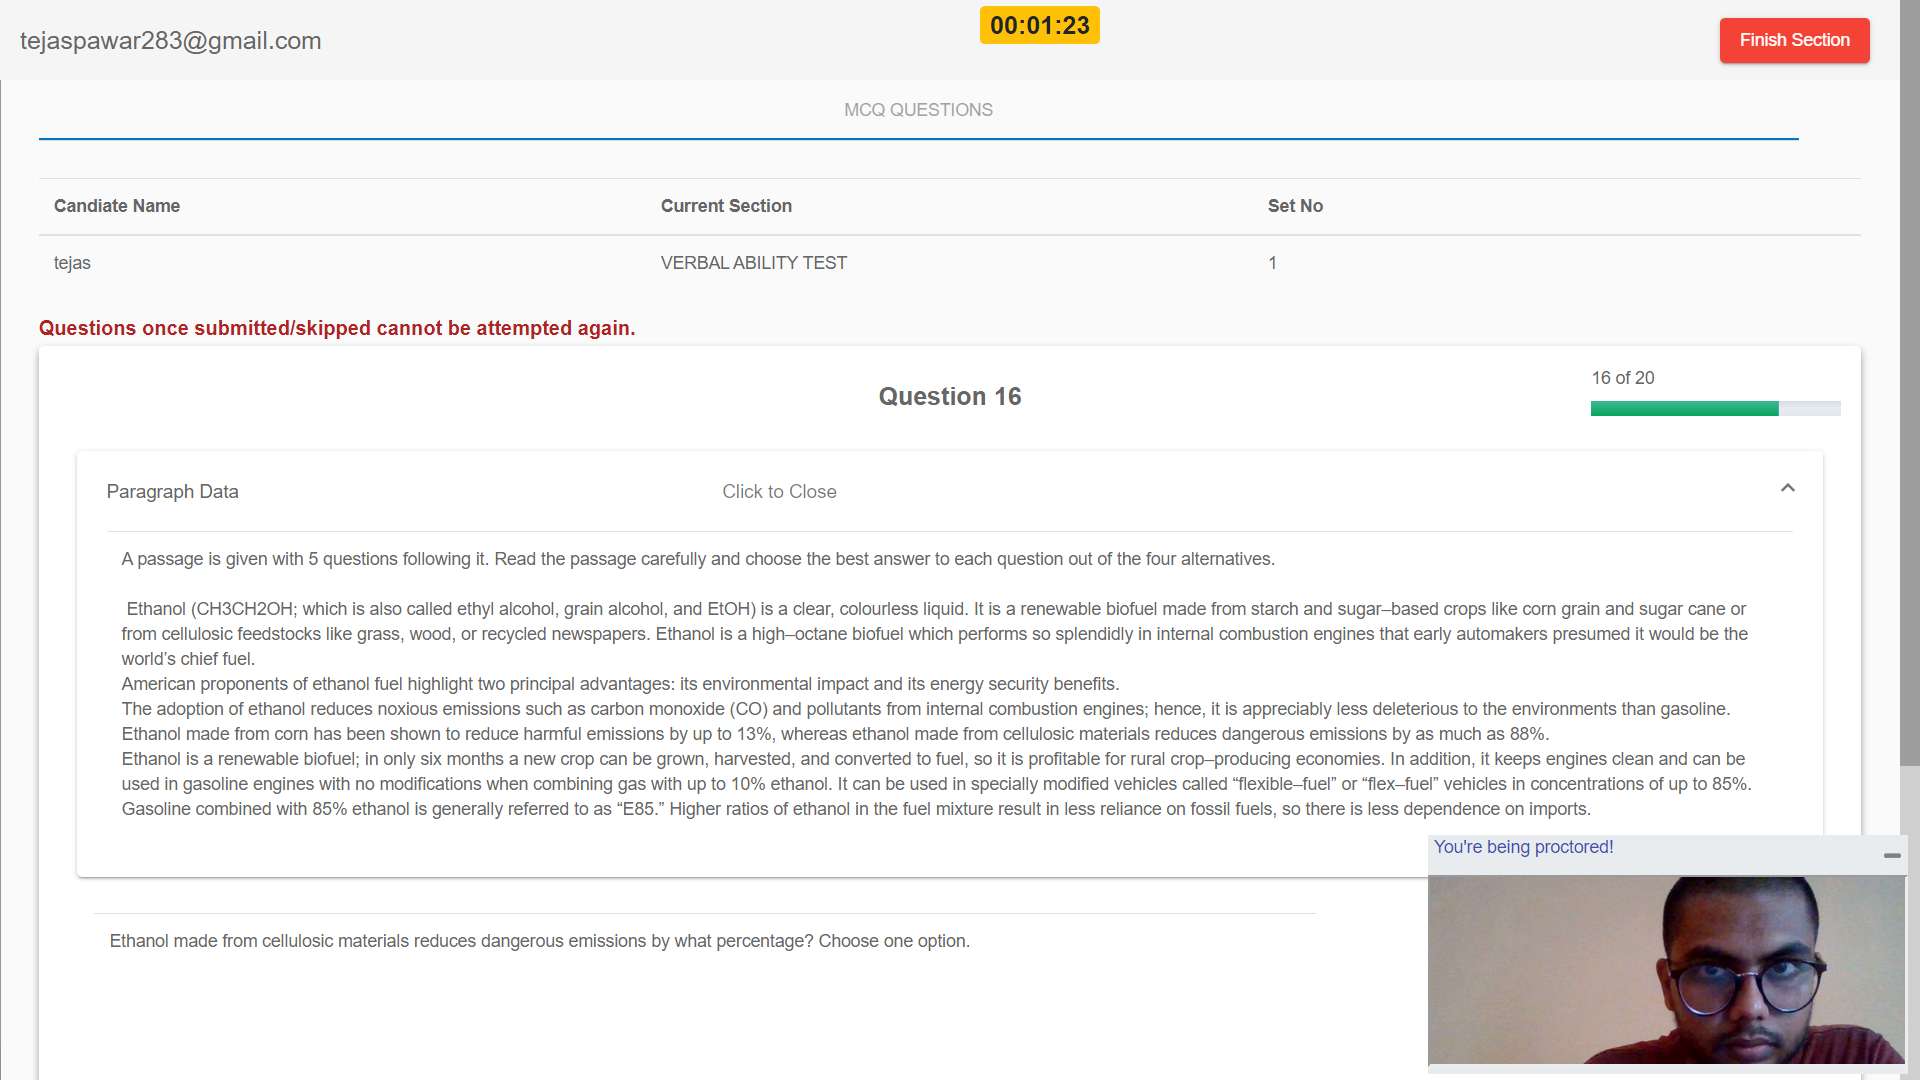 tejaspawar283@gmail.com
00:01:23
Finish Section
MCQ QUESTIONS
Candiate Name Current Section Set No
tejas VERBAL ABILITY TEST 1
Questions once submitted/skipped cannot be attempted again.
16 of 20
Question 16
Paragraph Data Click to Close
A passage is given with 5 questions following it. Read the passage carefully and choose the best answer to each question out of the four alternatives.
Ethanol (CH3CH2OH; which is also called ethyl alcohol, grain alcohol, and EtOH) is a clear, colourless liquid. It is a renewable biofuel made from starch and sugar–based crops like corn grain and sugar cane or
from cellulosic feedstocks like grass, wood, or recycled newspapers. Ethanol is a high–octane biofuel which performs so splendidly in internal combustion engines that early automakers presumed it would be the
world’s chief fuel.
American proponents of ethanol fuel highlight two principal advantages: its environmental impact and its energy security benefits.
The adoption of ethanol reduces noxious emissions such as carbon monoxide (CO) and pollutants from internal combustion engines; hence, it is appreciably less deleterious to the environments than gasoline.
Ethanol made from corn has been shown to reduce harmful emissions by up to 13%, whereas ethanol made from cellulosic materials reduces dangerous emissions by as much as 88%.
Ethanol is a renewable biofuel; in only six months a new crop can be grown, harvested, and converted to fuel, so it is profitable for rural crop–producing economies. In addition, it keeps engines clean and can be
used in gasoline engines with no modifications when combining gas with up to 10% ethanol. It can be used in specially modified vehicles called “flexible–fuel” or “flex–fuel” vehicles in concentrations of up to 85%.
Gasoline combined with 85% ethanol is generally referred to as “E85.” Higher ratios of ethanol in the fuel mixture result in less reliance on fossil fuels, so there is less dependence on imports.
You're being proctored!
Ethanol made from cellulosic materials reduces dangerous emissions by what percentage? Choose one option.